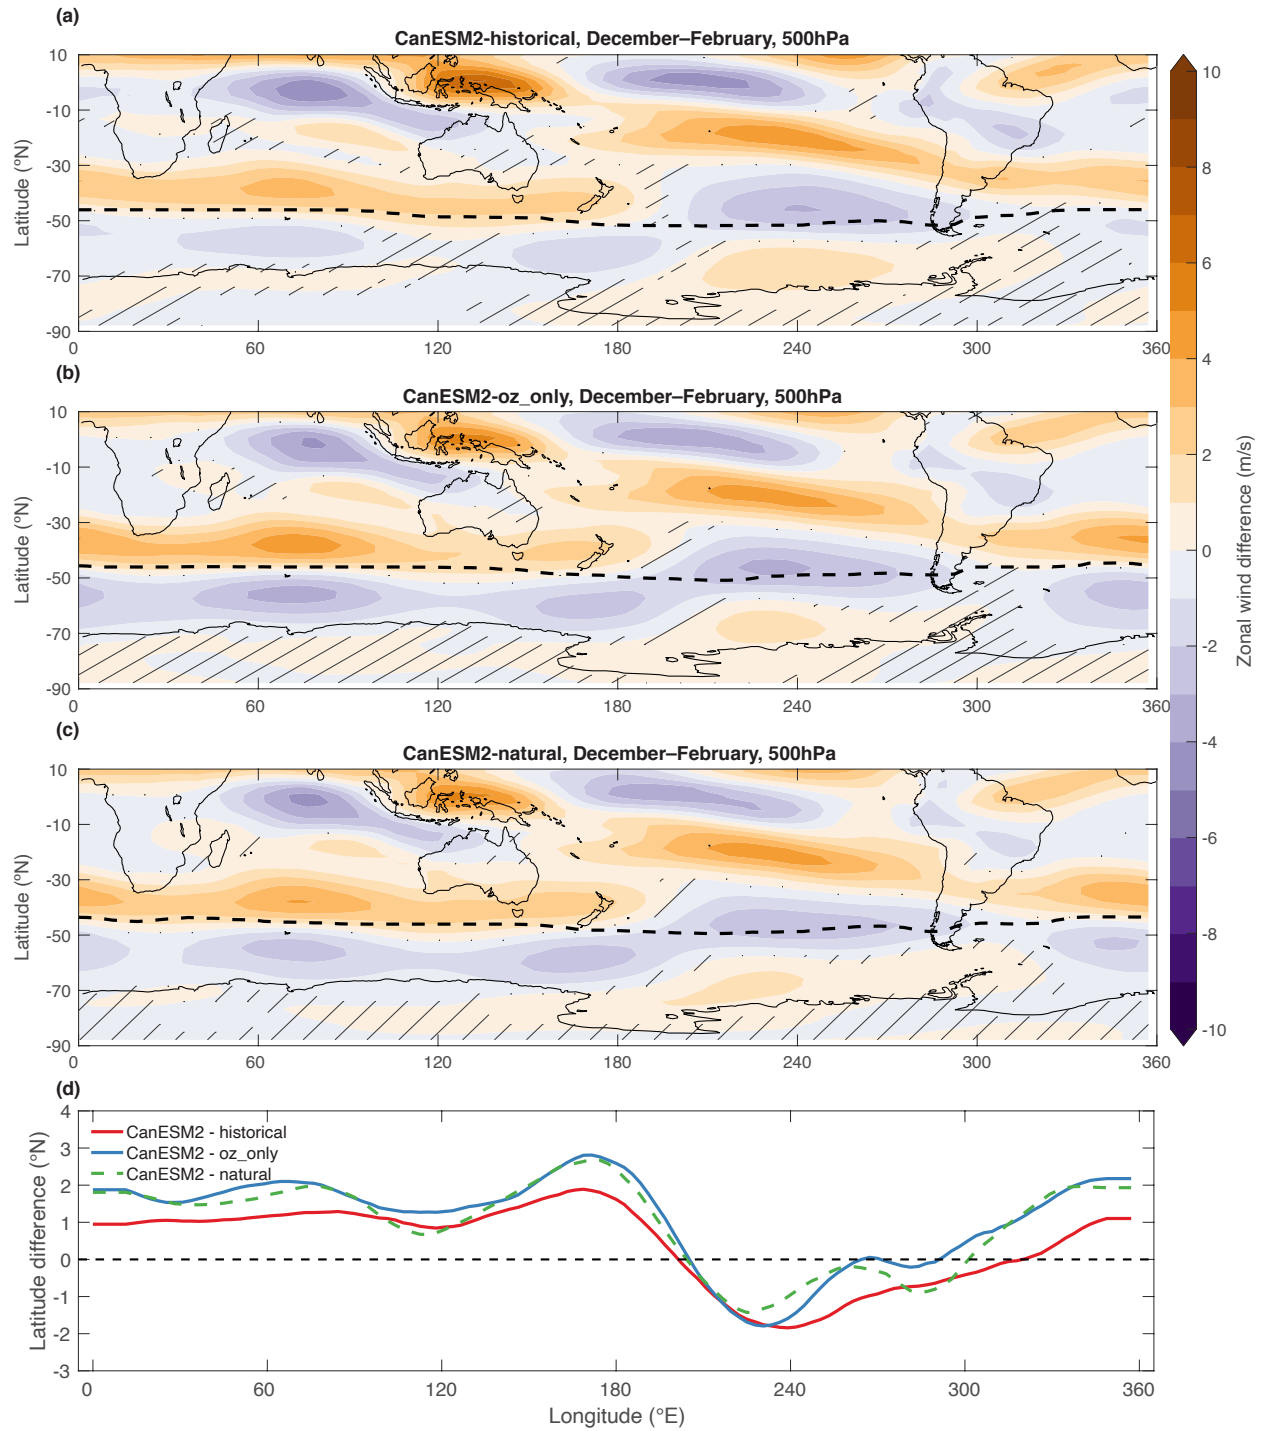 (a)
CanESM2-historical, December–February, 500hPa
10
-10
-30
-50
-70
-90
Latitude (°N)
0 60 120 180 240 300 360
(b)
CanESM2-oz_only, December–February, 500hPa
10
-10
-30
-50
-70
-90
Latitude (°N)
0 60 120 180 240 300 360
(c)
CanESM2-natural, December–February, 500hPa
10
-10
-30
-50
-70
-90
Latitude (°N)
0 60 120 180 240 300 360
10
8
6
4
2
0
-2
-4
-6
-8
-10
Zonal wind difference (m/s)
(d)
4
3
2
1
0
-1
-2
-3
Latitude difference (°N)
CanESM2 - historical
CanESM2 - oz_only
CanESM2 - natural
0 60 120 180 240 300 360
Longitude (°E)